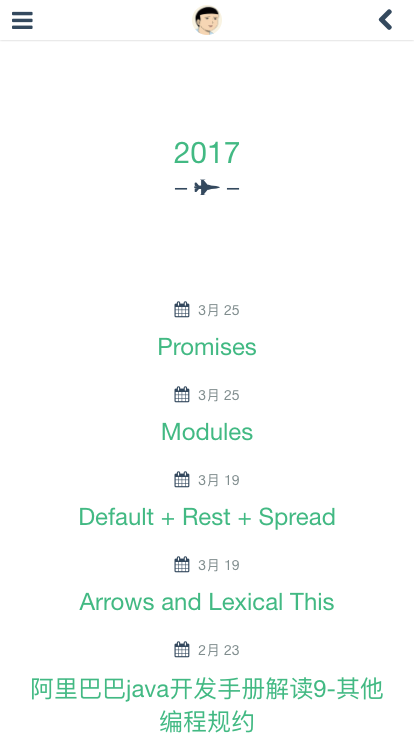 2017
3月 25
Promises
3月 25
Modules
3月 19
Default + Rest + Spread
3月 19
Arrows and Lexical This
2月 23
阿里巴巴java开发手册解读9-其他
编程规约